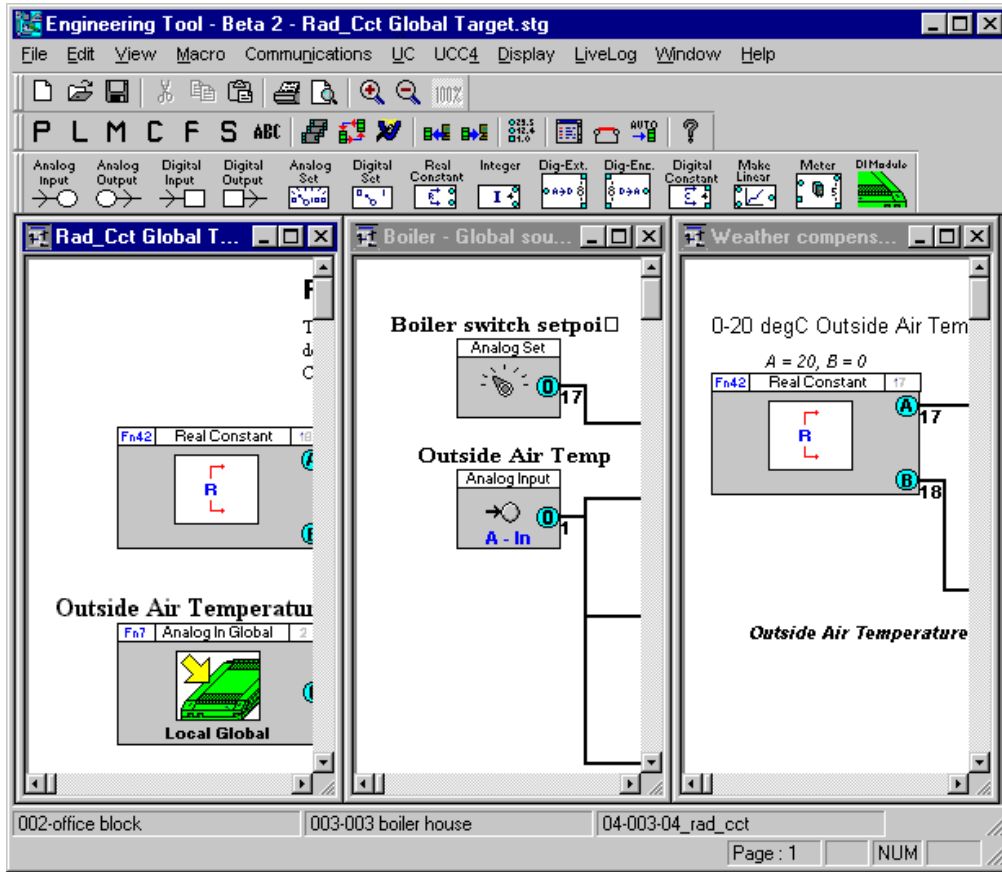 Engineering Tool - Beta 2 - Rad_Cct Global Target.stg
File Edit View Macro Communications UC UCC4 Display LiveLog Window Help
100%
P L M C F S ABC AUTO ?
Analog Input
Analog Output
Digital Input
Digital Output
Analog Set
Digital Set
Real Constant
Integer
Dig-Ext.
Dig-Enc.
Digital Constant
Make Linear
Meter
DI Module
Rad_Cct Global T...
Fn42 Real Constant 18
R
A
Outside Air Temperatu
Fn7 Analog In Global 2
Local Global
Boiler - Global sou...
Boiler switch setpoi
Analog Set
O
17
Outside Air Temp
Analog Input
O
1
A - In
Weather compens...
0-20 degC Outside Air Tem
A = 20, B = 0
Fn42 Real Constant 17
A
17
R
B
18
Outside Air Temperature
002-office block
003-003 boiler house
04-003-04_rad_cct
Page : 1
NUM